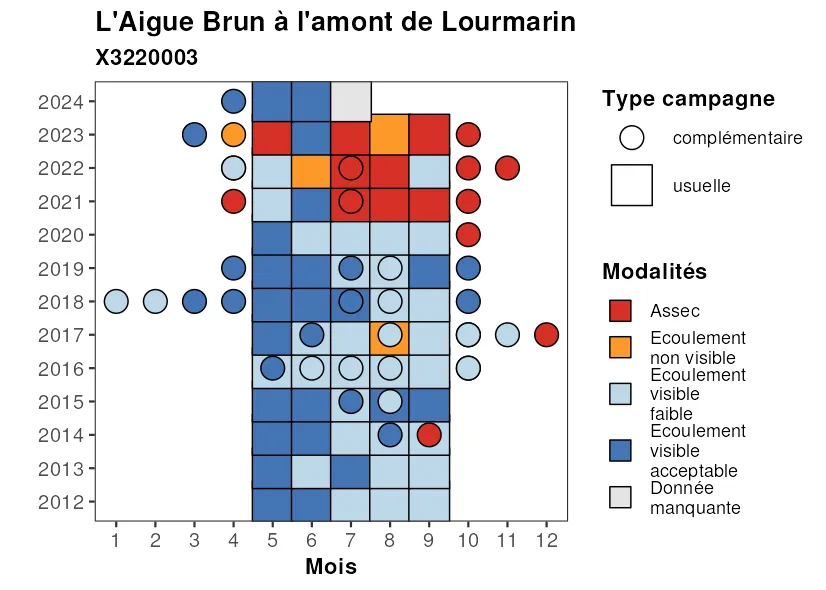 L'Aigue Brun à l'amont de Lourmarin
X3220003
2024
2023
2022
2021
2020
2019
2018
2017
2016
2015
2014
2013
2012
1 2 3 4 5 6 7 8 9 10 11 12
Mois
Type campagne
complémentaire
usuelle
Modalités
Assec
Ecoulement
non visible
Ecoulement
visible
faible
Ecoulement
visible
acceptable
Donnée
manquante